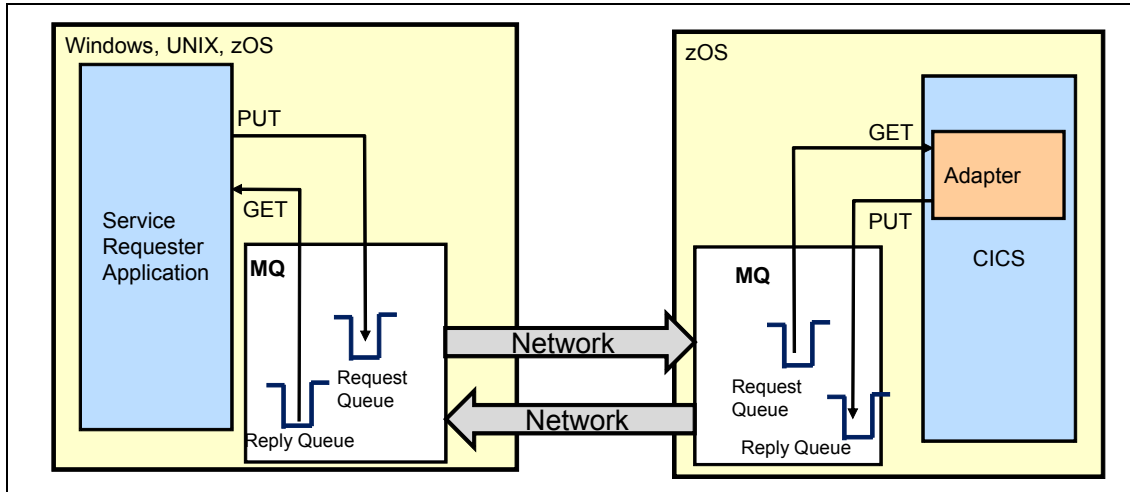 Windows, UNIX, zOS
PUT
GET
Service
Requester
Application
MQ
Request
Queue
Reply Queue
Network
Network
zOS
GET
Adapter
PUT
CICS
MQ
Request
Queue
Reply Queue